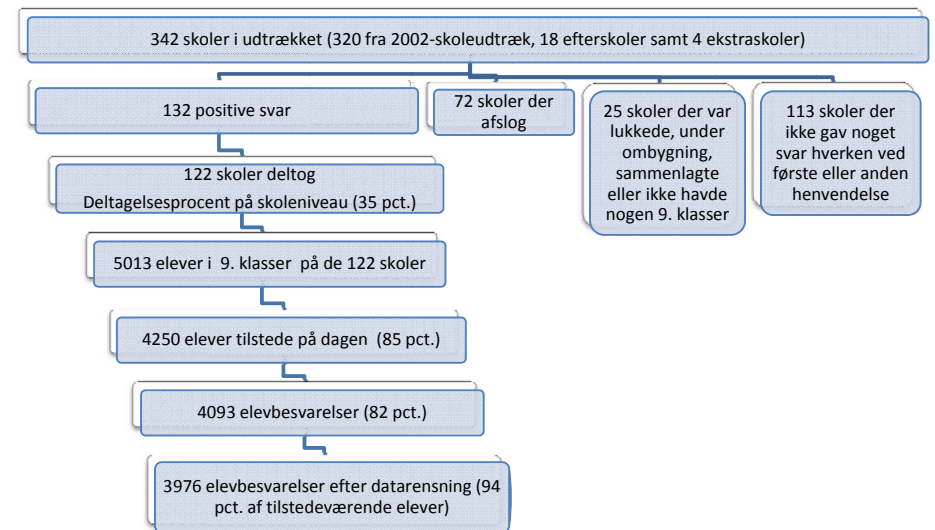 342 skoler i udtrækket (320 fra 2002-skoleudtræk, 18 efterskoler samt 4 ekstraskoler)
132 positive svar
72 skoler der
afslog
25 skoler der var
lukkede, under
ombygning,
sammenlagte
eller ikke havde
nogen 9. klasser
113 skoler der
ikke gav noget
svar hverken ved
første eller anden
henvendelse
122 skoler deltog
Deltagelsesprocent på skoleniveau (35 pct.)
5013 elever i 9. klasser på de 122 skoler
4250 elever tilstede på dagen (85 pct.)
4093 elevbesvarelser (82 pct.)
3976 elevbesvarelser efter datarensning (94
pct. af tilstedeværende elever)